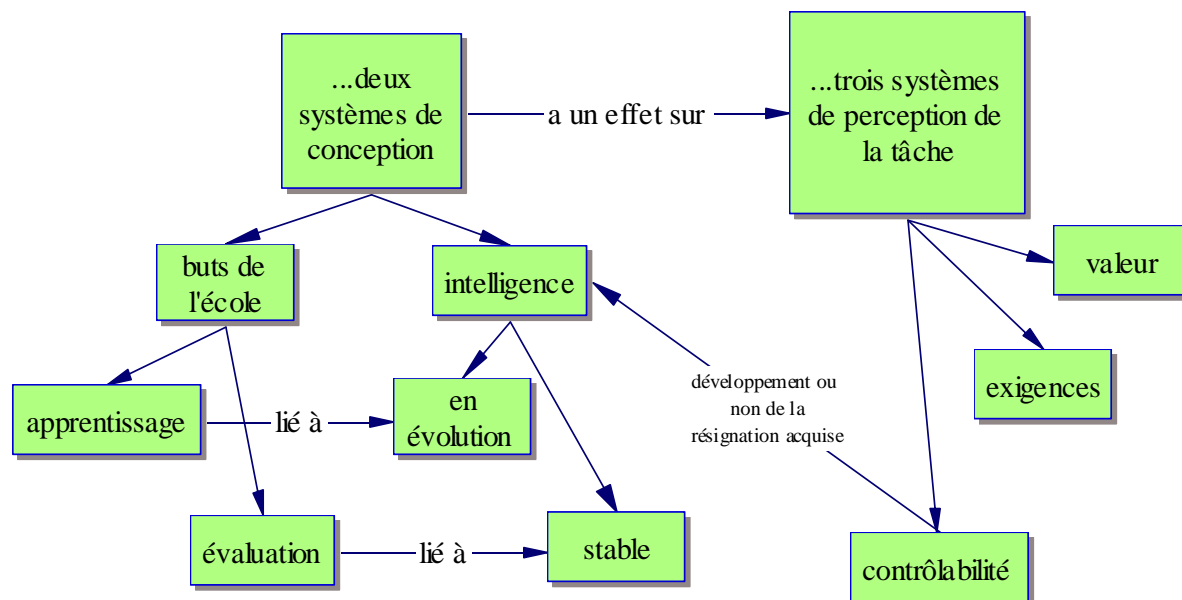 ...deux
systèmes de
conception
a un effet sur
...trois systèmes
de perception de
la tâche
buts de
l'école
intelligence
valeur
exigences
développement ou
non de la
résignation acquise
apprentissage
lié à
en
évolution
évaluation
lié à
stable
contrôlabilité